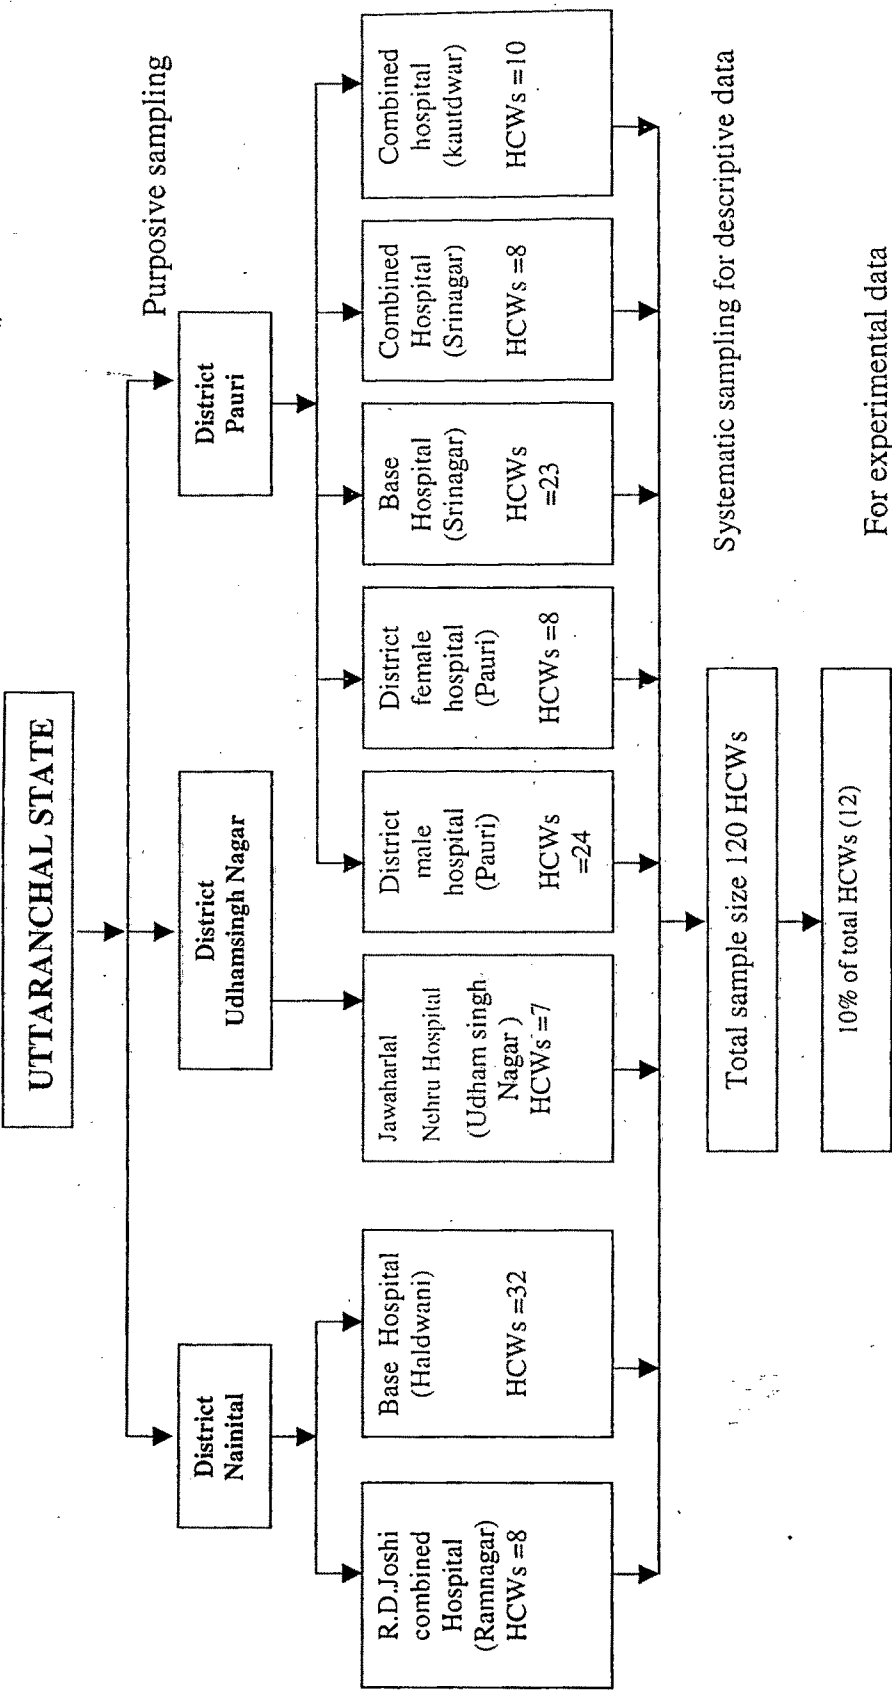 UTTARANCHAL STATE
Purposive sampling
District
Nainital
District
Udhamsingh Nagar
District
Pauri
R.D.Joshi
combined
Hospital
(Ramnagar)
HCWs =8
Base Hospital
(Haldwani)
HCWs =32
Jawaharlal
Nehru Hospital
(Udham singh
Nagar )
HCWs =7
District
male
hospital
(Pauri)
HCWs
=24
District
female
hospital
(Pauri)
HCWs =8
Base
Hospital
(Srinagar)
HCWs
=23
Combined
Hospital
(Srinagar)
HCWs =8
Combined
hospital
(kautdwar)
HCWs =10
Systematic sampling for descriptive data
Total sample size 120 HCWs
For experimental data
10% of total HCWs (12)